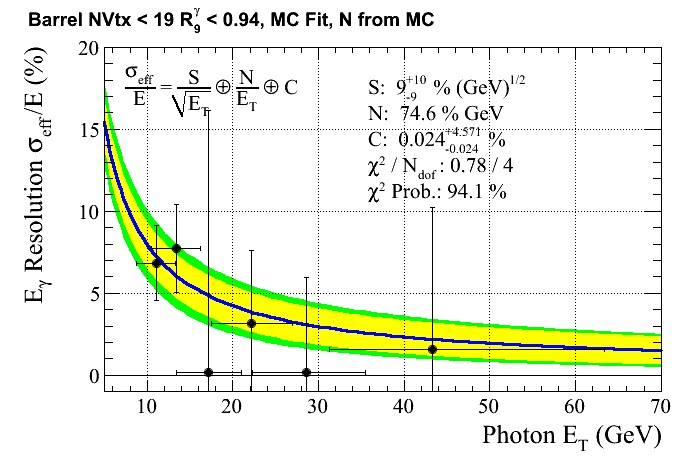 Barrel NVtx < 19 R₉ᵞ < 0.94, MC Fit, N from MC
Eᵧ Resolution σ_eff/E (%)
σ_eff/E = S/√E_T ⊕ N/E_T ⊕ C
S: 9 +10 -9 % (GeV)^1/2
N: 74.6 % GeV
C: 0.024 +4.571 -0.024 %
χ² / N_dof : 0.78 / 4
χ² Prob.: 94.1 %
20
15
10
5
0
10 20 30 40 50 60 70
Photon E_T (GeV)